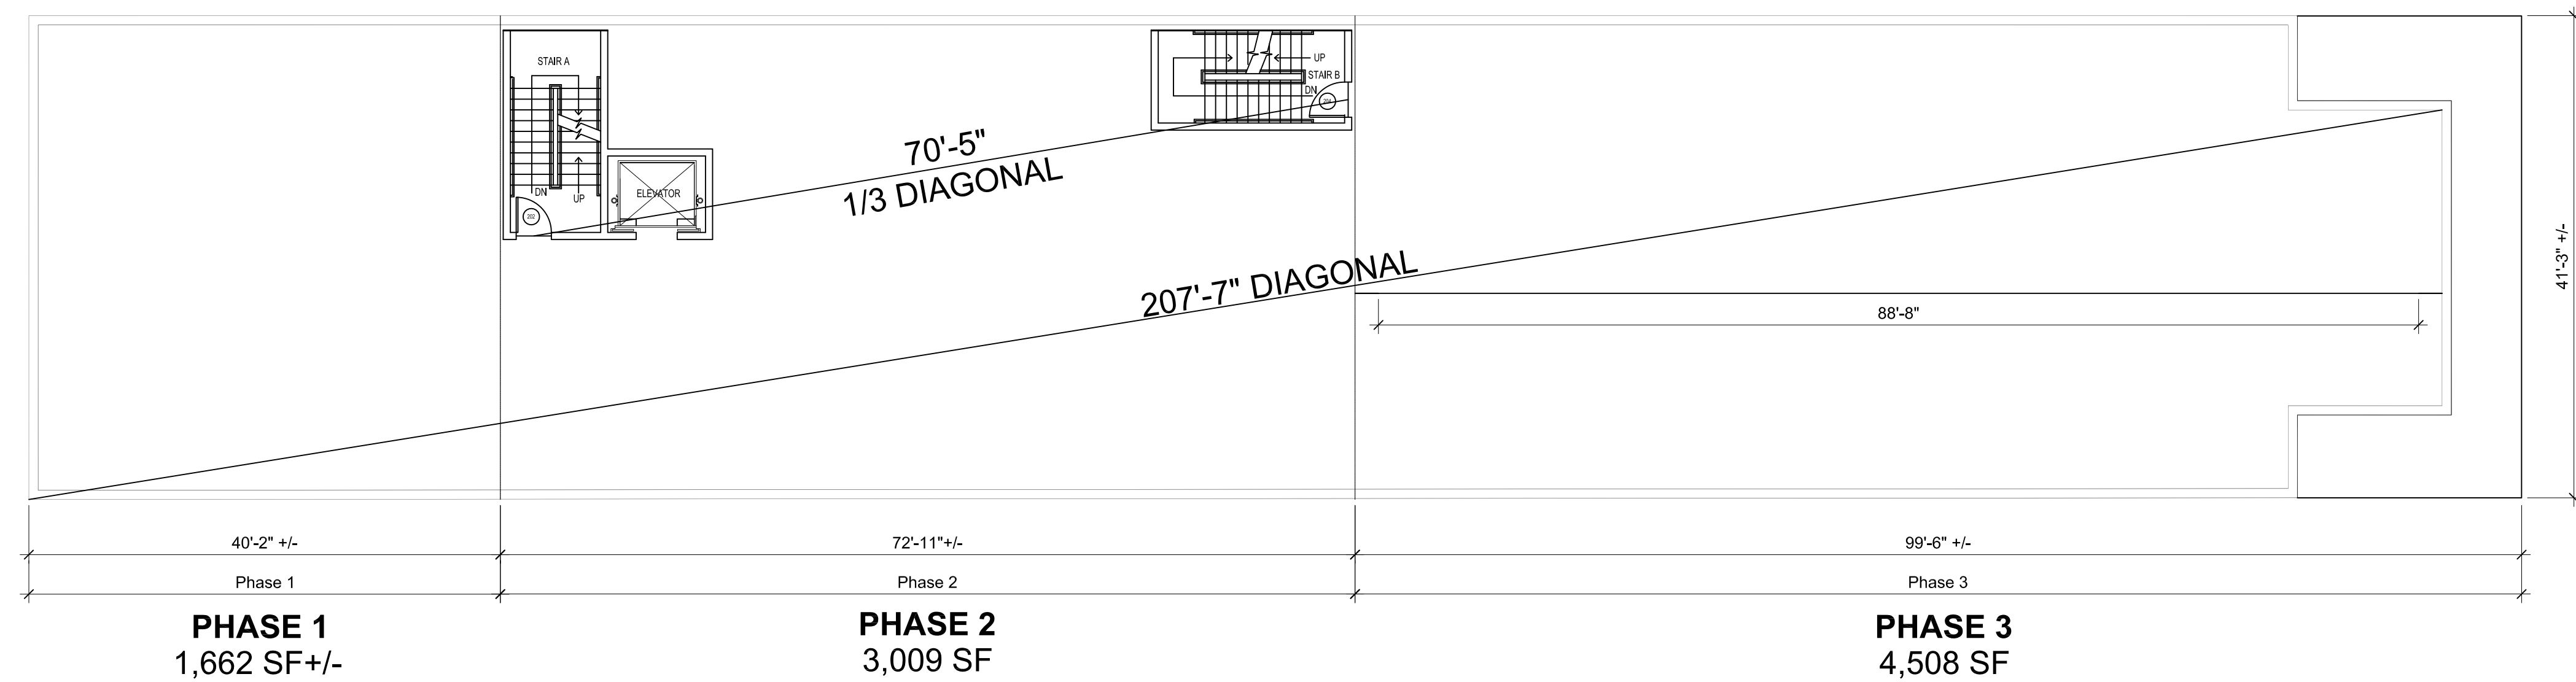 STAIR A
DN
UP
202
ELEVATOR
UP
STAIR B
DN
204
70'-5"
1/3 DIAGONAL
207'-7" DIAGONAL
88'-8"
41'-3" +/-
40'-2" +/-
72'-11"+/-
99'-6" +/-
Phase 1
Phase 2
Phase 3
PHASE 1
1,662 SF+/-
PHASE 2
3,009 SF
PHASE 3
4,508 SF